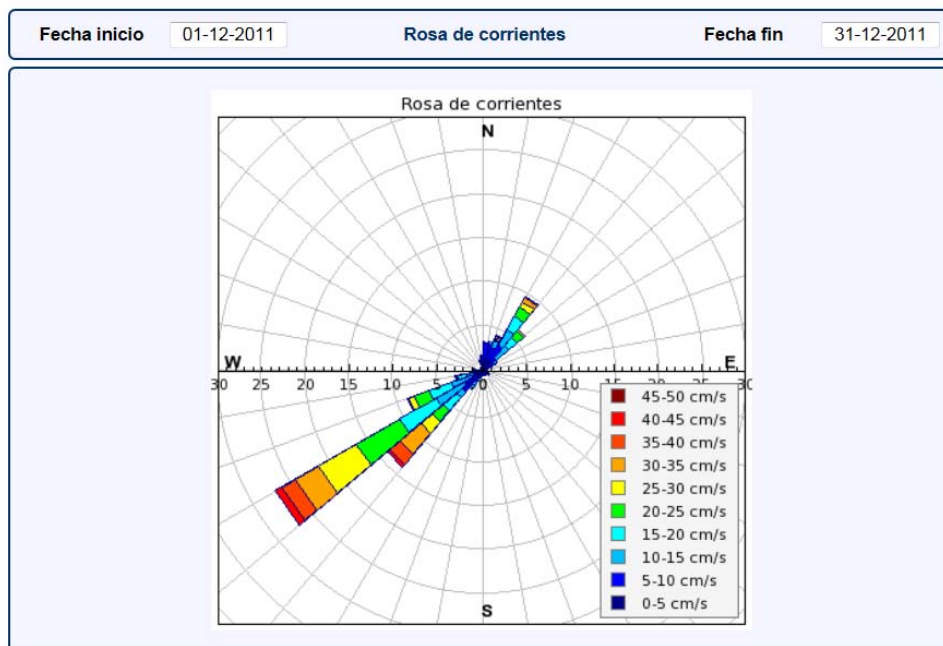 Fecha inicio 01-12-2011 Rosa de corrientes Fecha fin 31-12-2011
Rosa de corrientes
N
W E
30 25 20 15 10 5 0 5 10 15 20 25 30
45-50 cm/s
40-45 cm/s
35-40 cm/s
30-35 cm/s
25-30 cm/s
20-25 cm/s
15-20 cm/s
10-15 cm/s
5-10 cm/s
0-5 cm/s
S